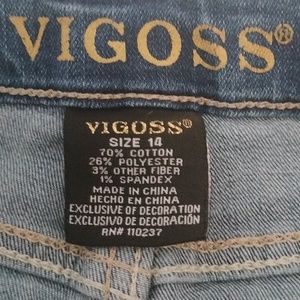 VIGOSS®
VIGOSS®
SIZE 14
70% COTTON
26% POLYESTER
3% OTHER FIBER
1% SPANDEX
MADE IN CHINA
HECHO EN CHINA
EXCLUSIVE OF DECORATION
EXCLUSIVO DE DECORACION
RN# 110237